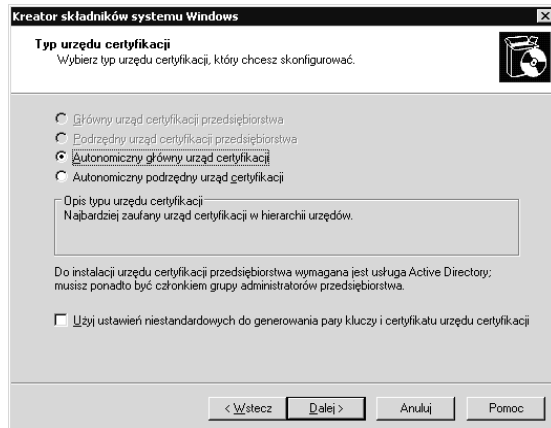 Kreator składników systemu Windows
Typ urzędu certyfikacji
Wybierz typ urzędu certyfikacji, który chcesz skonfigurować.
Główny urząd certyfikacji przedsiębiorstwa
Podrzędny urząd certyfikacji przedsiębiorstwa
Autonomiczny główny urząd certyfikacji
Autonomiczny podrzędny urząd certyfikacji
Opis typu urzędu certyfikacji
Najbardziej zaufany urząd certyfikacji w hierarchii urzędów.
Do instalacji urzędu certyfikacji przedsiębiorstwa wymagana jest usługa Active Directory;
musisz ponadto być członkiem grupy administratorów przedsiębiorstwa.
Użyj ustawień niestandardowych do generowania pary kluczy i certyfikatu urzędu certyfikacji
< Wstecz Dalej > Anuluj Pomoc